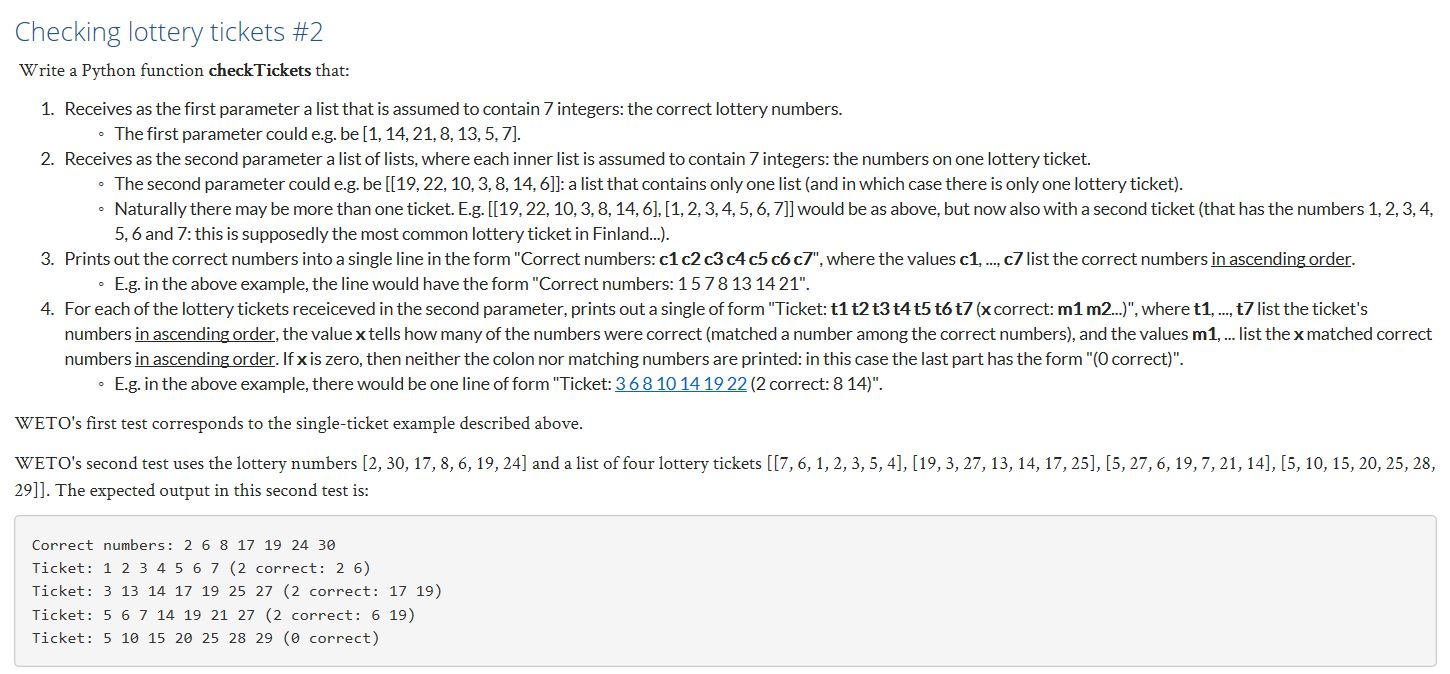 Checking lottery tickets #2
Write a Python function checkTickets that:
1. Receives as the first parameter a list that is assumed to contain 7 integers: the correct lottery numbers.
◦ The first parameter could e.g. be [1, 14, 21, 8, 13, 5, 7].
2. Receives as the second parameter a list of lists, where each inner list is assumed to contain 7 integers: the numbers on one lottery ticket.
◦ The second parameter could e.g. be [[19, 22, 10, 3, 8, 14, 6]]: a list that contains only one list (and in which case there is only one lottery ticket).
◦ Naturally there may be more than one ticket. E.g. [[19, 22, 10, 3, 8, 14, 6], [1, 2, 3, 4, 5, 6, 7]] would be as above, but now also with a second ticket (that has the numbers 1, 2, 3, 4,
5, 6 and 7: this is supposedly the most common lottery ticket in Finland...).
3. Prints out the correct numbers into a single line in the form "Correct numbers: c1 c2 c3 c4 c5 c6 c7", where the values c1, ..., c7 list the correct numbers in ascending order.
◦ E.g. in the above example, the line would have the form "Correct numbers: 1 5 7 8 13 14 21".
4. For each of the lottery tickets receiceved in the second parameter, prints out a single of form "Ticket: t1 t2 t3 t4 t5 t6 t7 (x correct: m1 m2...)", where t1, ..., t7 list the ticket's
numbers in ascending order, the value x tells how many of the numbers were correct (matched a number among the correct numbers), and the values m1, ... list the x matched correct
numbers in ascending order. If x is zero, then neither the colon nor matching numbers are printed: in this case the last part has the form "(0 correct)".
◦ E.g. in the above example, there would be one line of form "Ticket: 3 6 8 10 14 19 22 (2 correct: 8 14)".
WETO's first test corresponds to the single-ticket example described above.
WETO's second test uses the lottery numbers [2, 30, 17, 8, 6, 19, 24] and a list of four lottery tickets [[7, 6, 1, 2, 3, 5, 4], [19, 3, 27, 13, 14, 17, 25], [5, 27, 6, 19, 7, 21, 14], [5, 10, 15, 20, 25, 28,
29]]. The expected output in this second test is:
Correct numbers: 2 6 8 17 19 24 30
Ticket: 1 2 3 4 5 6 7 (2 correct: 2 6)
Ticket: 3 13 14 17 19 25 27 (2 correct: 17 19)
Ticket: 5 6 7 14 19 21 27 (2 correct: 6 19)
Ticket: 5 10 15 20 25 28 29 (0 correct)